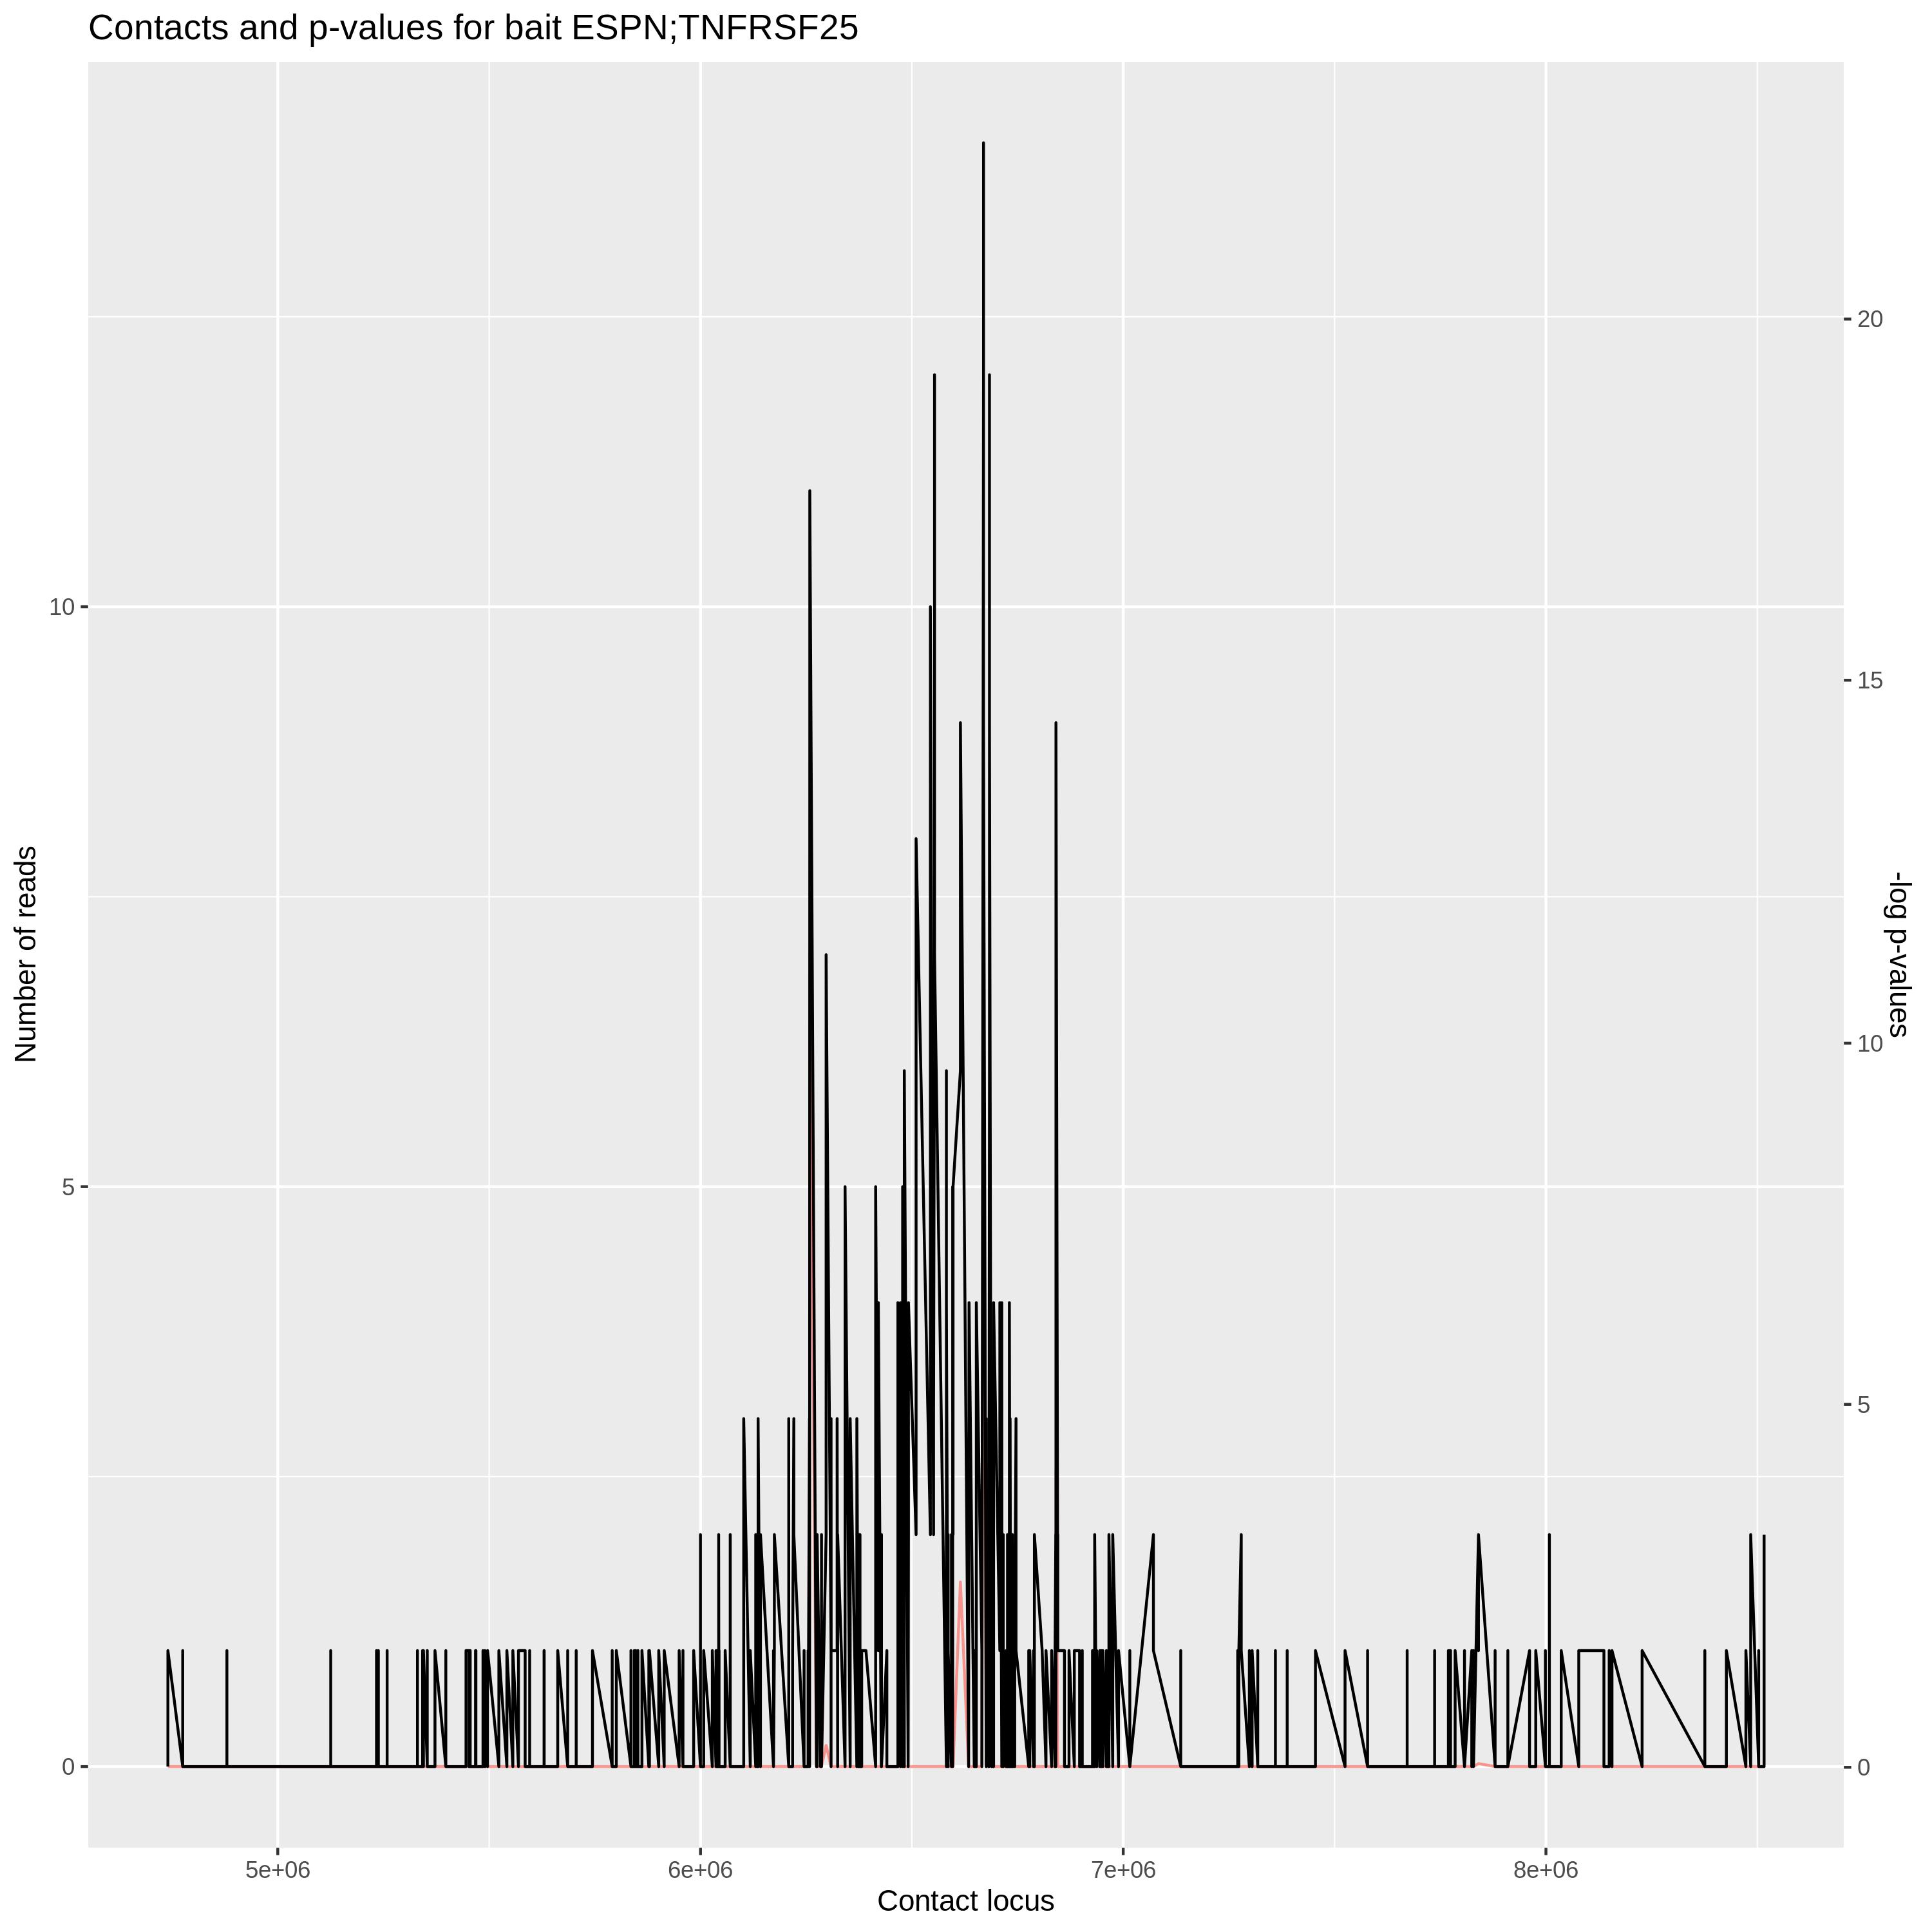 Contacts and p-values for bait ESPN;TNFRSF25
Number of reads
10
5
0
20
15
10
5
0
-log p-values
5e+06
6e+06
7e+06
8e+06
Contact locus